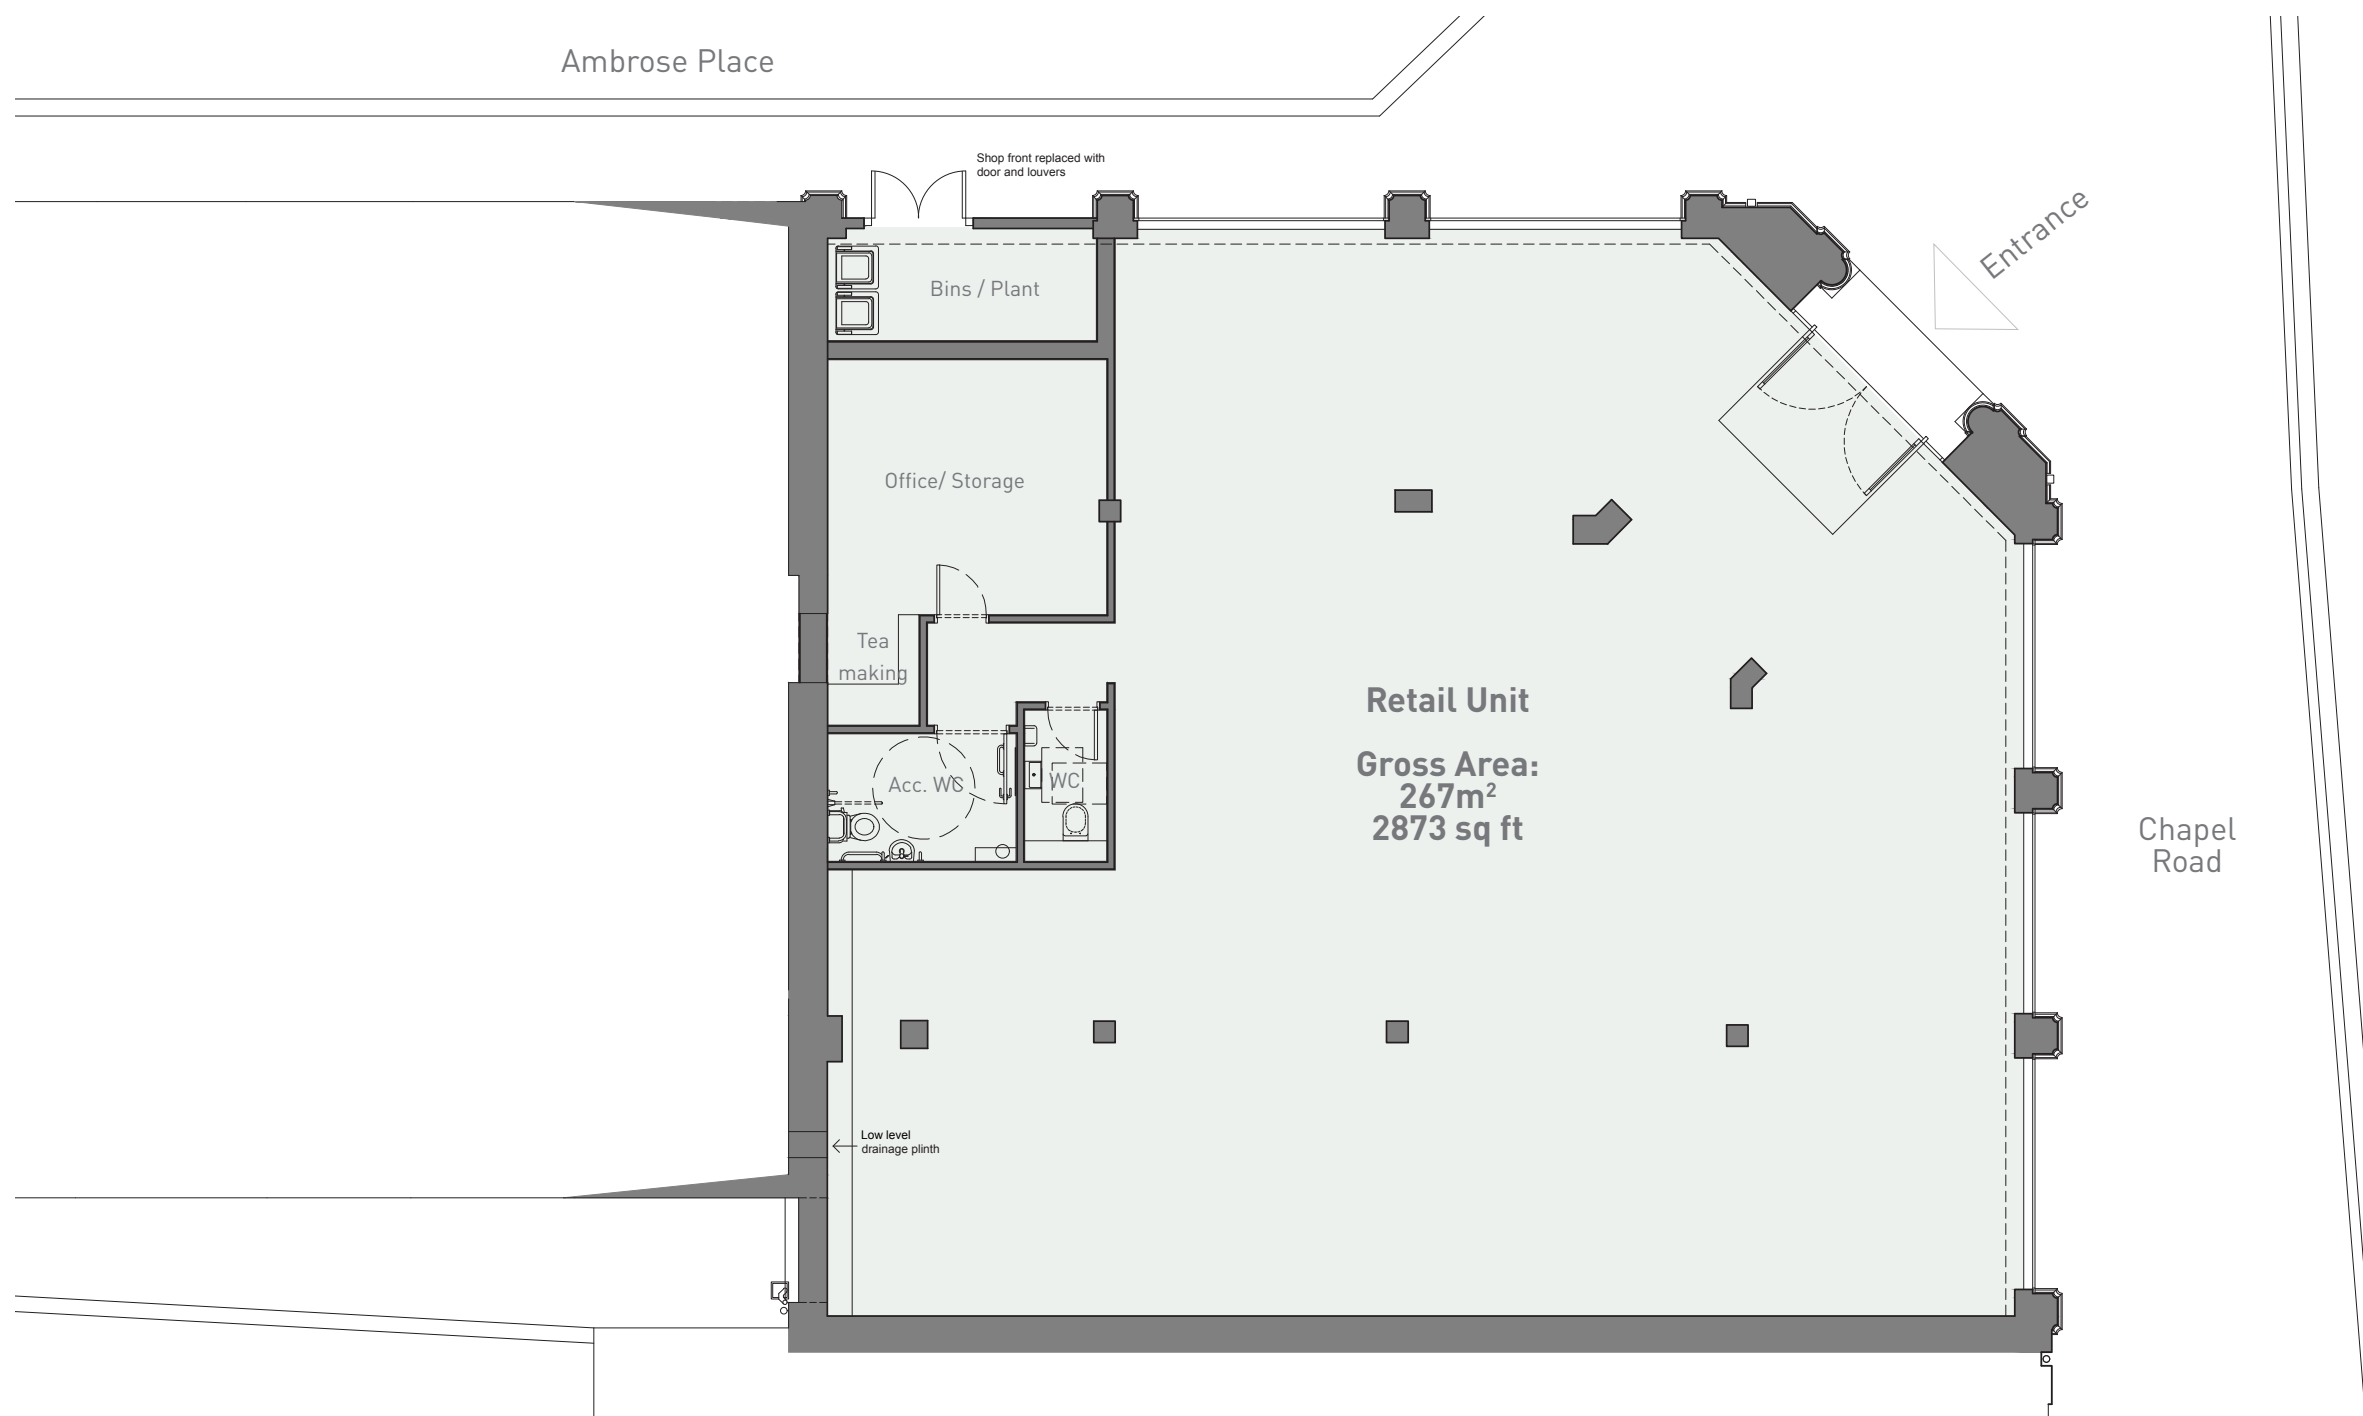 Ambrose Place
Shop front replaced with
door and louvers
Entrance
Bins / Plant
Office/ Storage
Tea
making
Retail Unit
Gross Area:
267m²
2873 sq ft
Acc. WC
WC
Chapel
Road
Low level
drainage plinth